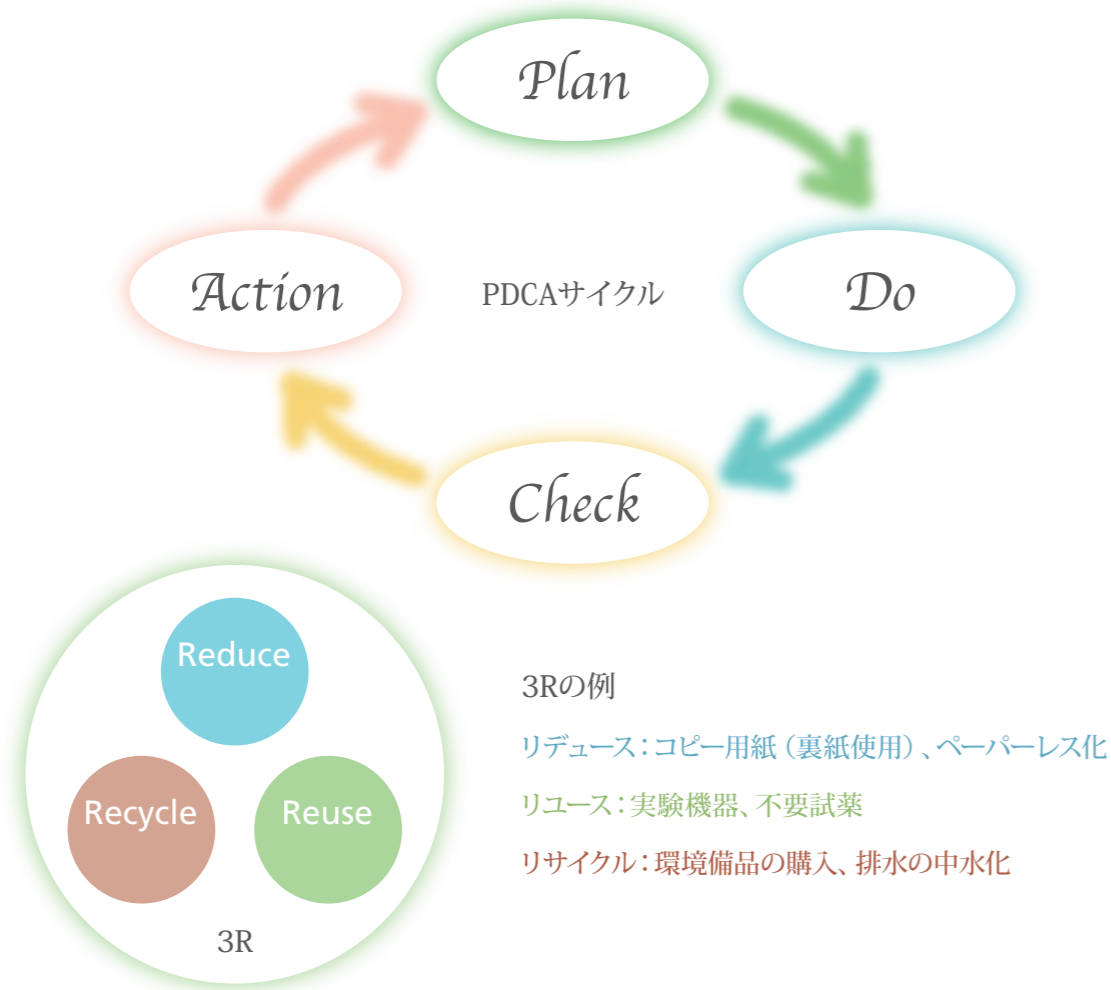 Plan
Action
PDCAサイクル
Do
Check
Reduce
Recycle
Reuse
3R
3Rの例
リデュース：コピー用紙（裏紙使用）、ペーパーレス化
リユース：実験機器、不要試薬
リサイクル：環境備品の購入、排水の中水化